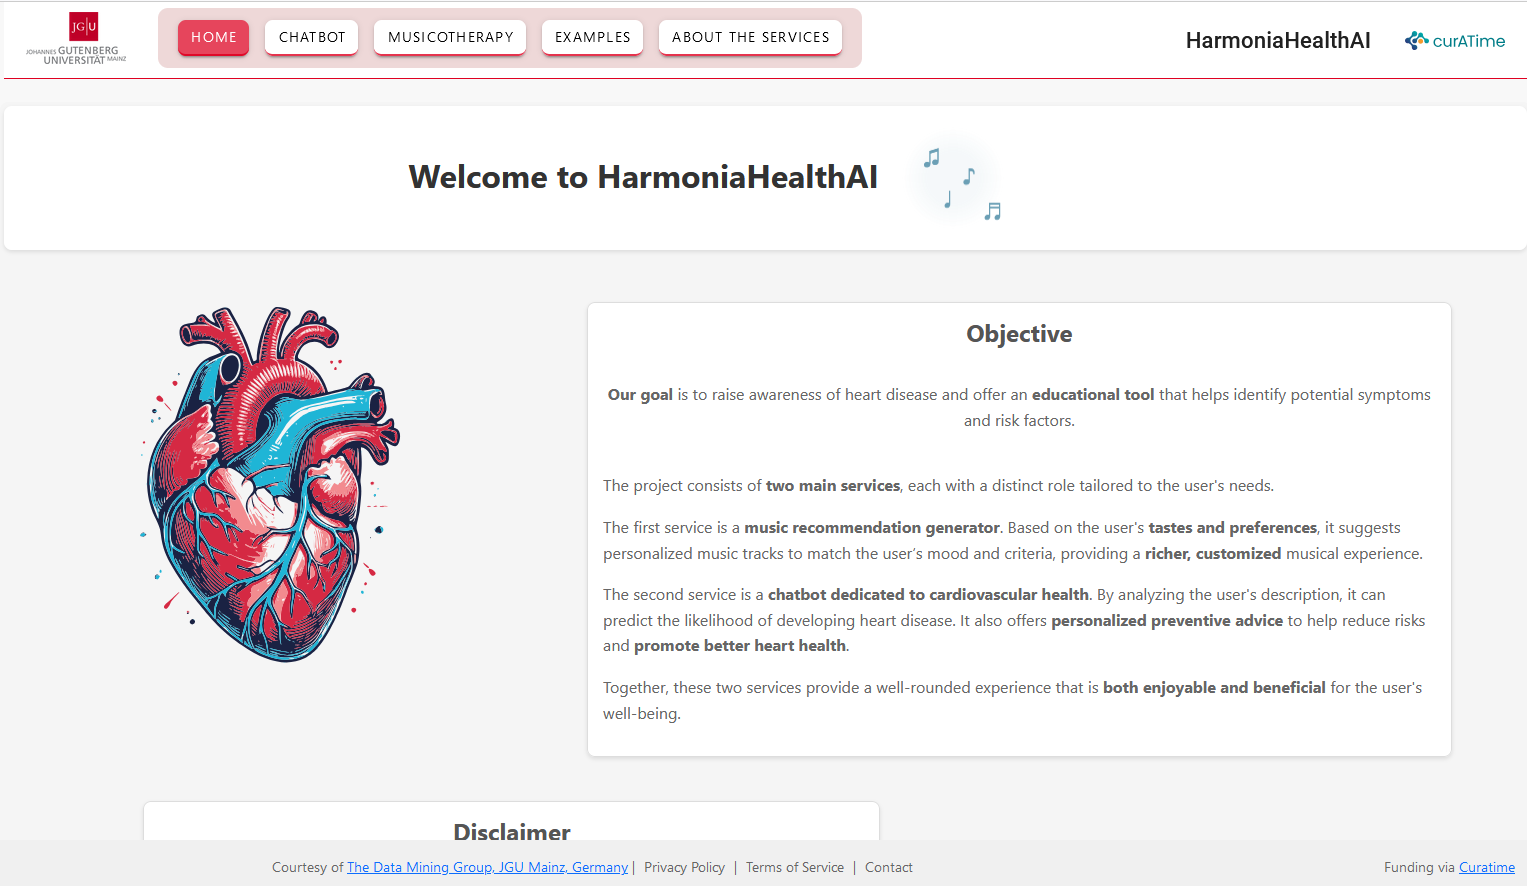 JG|U
JOHANNES GUTENBERG
UNIVERSITÄT MAINZ
HOME
CHATBOT
MUSICOTHERAPY
EXAMPLES
ABOUT THE SERVICES
HarmoniaHealthAI
curATime
Welcome to HarmoniaHealthAI
Objective
Our goal is to raise awareness of heart disease and offer an educational tool that helps identify potential symptoms
and risk factors.
The project consists of two main services, each with a distinct role tailored to the user's needs.
The first service is a music recommendation generator. Based on the user's tastes and preferences, it suggests
personalized music tracks to match the user’s mood and criteria, providing a richer, customized musical experience.
The second service is a chatbot dedicated to cardiovascular health. By analyzing the user's description, it can
predict the likelihood of developing heart disease. It also offers personalized preventive advice to help reduce risks
and promote better heart health.
Together, these two services provide a well-rounded experience that is both enjoyable and beneficial for the user's
well-being.
Disclaimer
Courtesy of The Data Mining Group, JGU Mainz, Germany | Privacy Policy | Terms of Service | Contact
Funding via Curatime